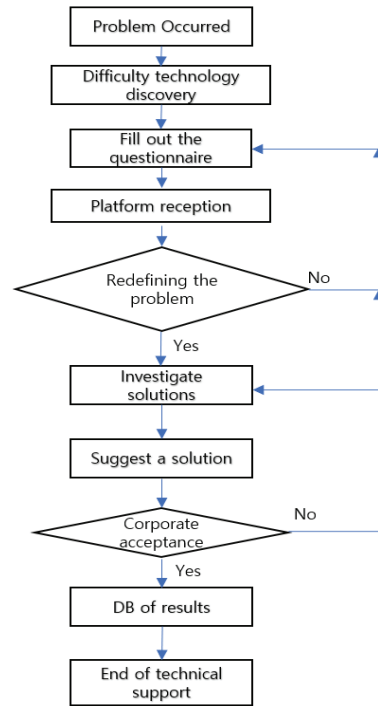 Problem Occurred
Difficulty technology
discovery
Fill out the
questionnaire
Platform reception
Redefining the
problem
No
Yes
Investigate
solutions
Suggest a solution
Corporate
acceptance
No
Yes
DB of results
End of technical
support